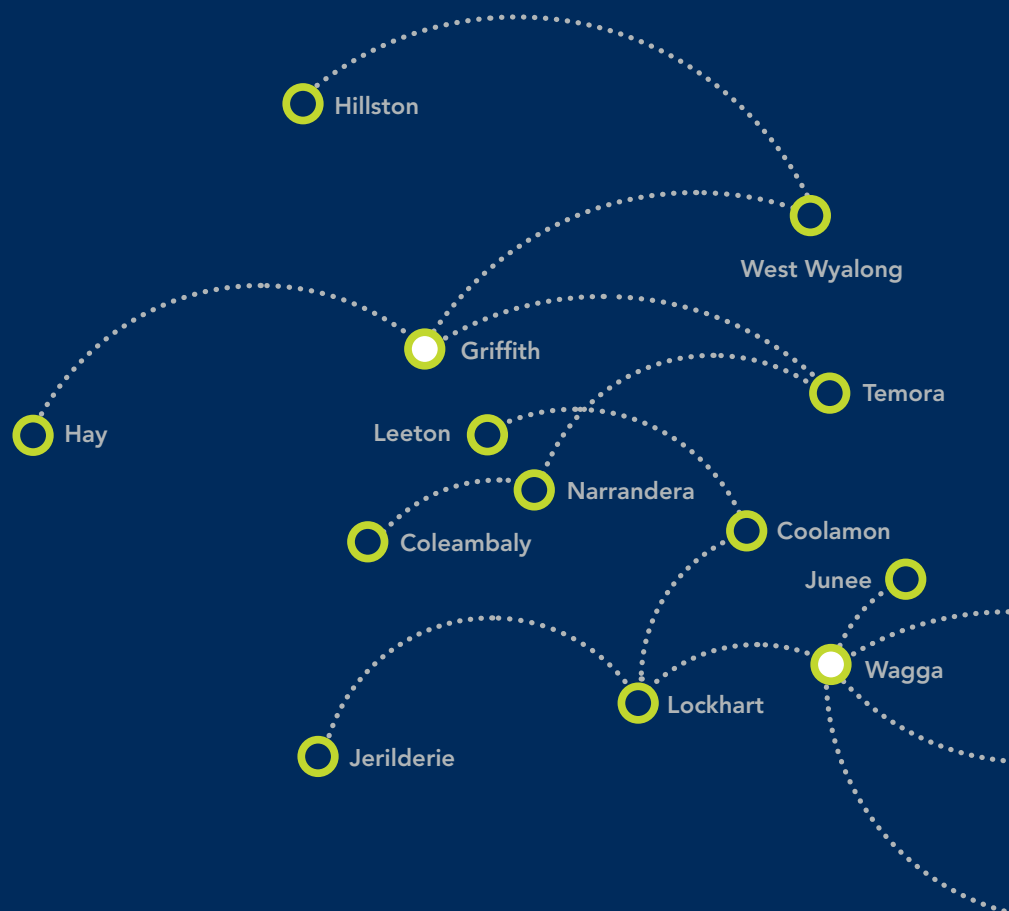 Hillston
West Wyalong
Griffith
Temora
Hay
Leeton
Narrandera
Coolamon
Coleambaly
Junee
Wagga
Lockhart
Jerilderie